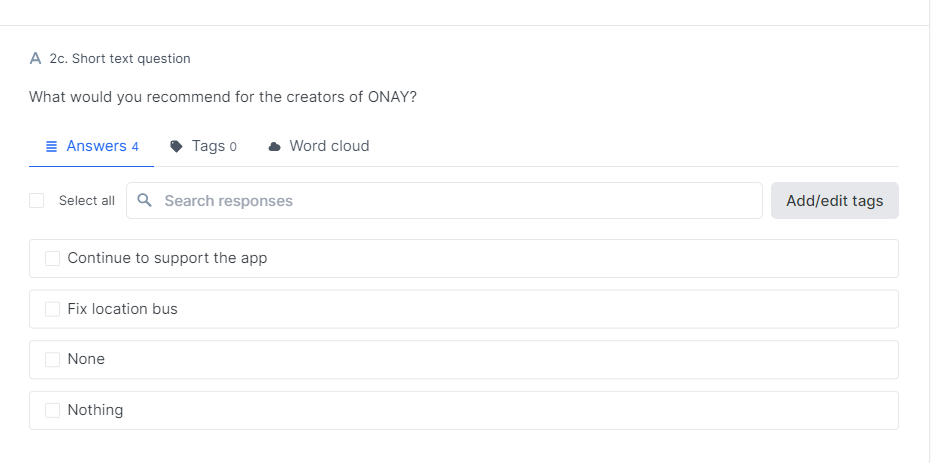 A 2c. Short text question
What would you recommend for the creators of ONAY?
Answers 4 Tags 0 Word cloud
Select all Search responses Add/edit tags
Continue to support the app
Fix location bus
None
Nothing